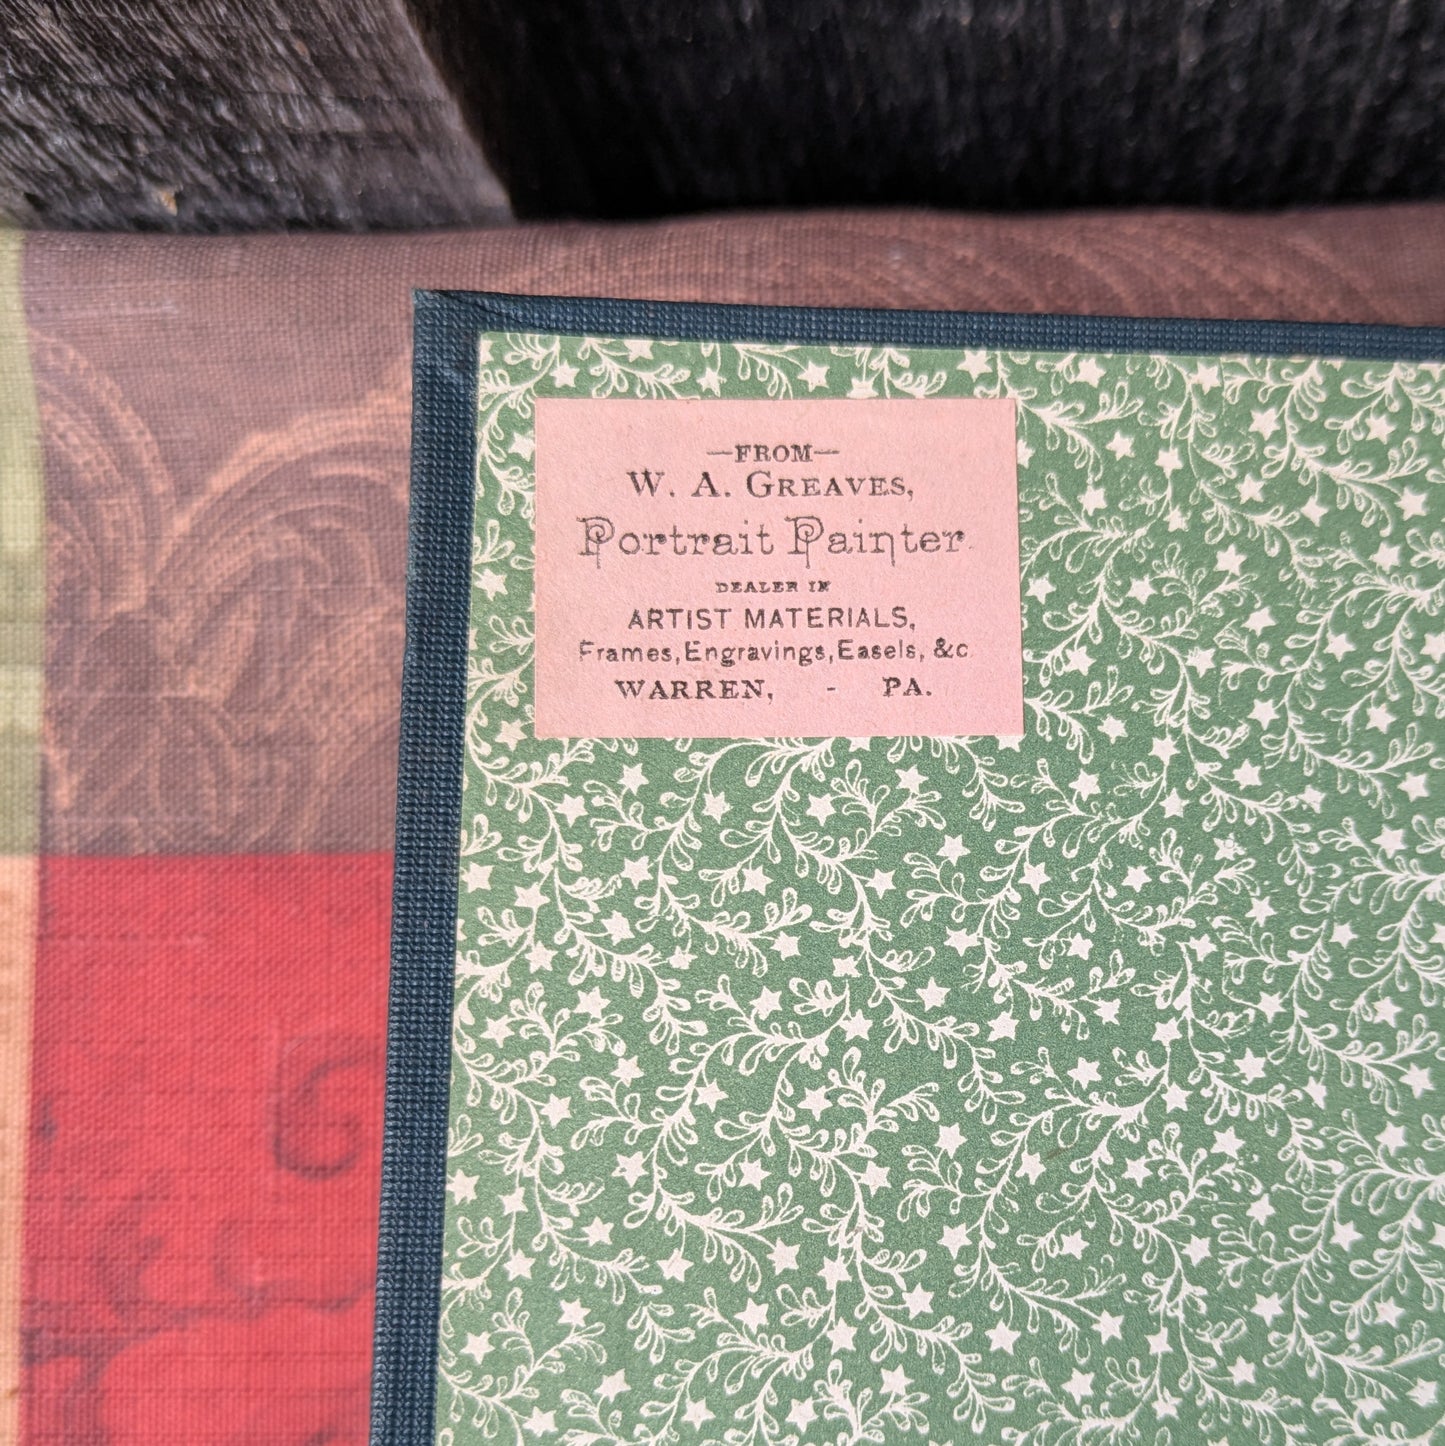 —FROM—
W. A. GREAVES,
Portrait Painter.
DEALER IN
ARTIST MATERIALS,
Frames, Engravings, Easels, &c.
WARREN, - PA.